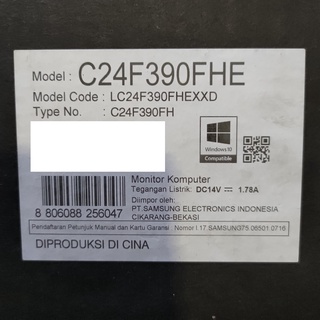 Model : C24F390FHE
Model Code : LC24F390FHEXXD
Type No. : C24F390FH
Windows 10
Compatible
Monitor Komputer
Tegangan Listrik: DC14V ⎓ 1.78A
Diimpor oleh:
PT.SAMSUNG ELECTRONICS INDONESIA
CIKARANG-BEKASI
8 806088 256047
Pendaftaran Petunjuk Manual dan Kartu Garansi : Nomor I.17.SAMSUNG75.06501.0716
DIPRODUKSI DI CINA